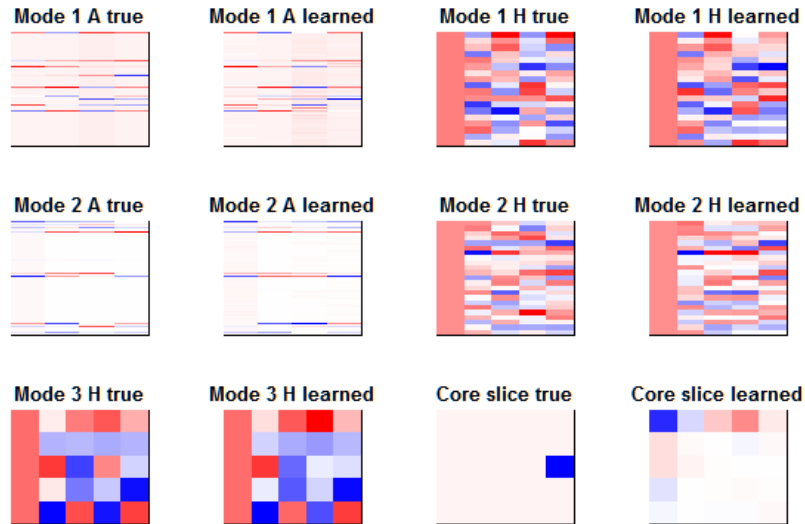 Mode 1 A true
Mode 1 A learned
Mode 1 H true
Mode 1 H learned
Mode 2 A true
Mode 2 A learned
Mode 2 H true
Mode 2 H learned
Mode 3 H true
Mode 3 H learned
Core slice true
Core slice learned